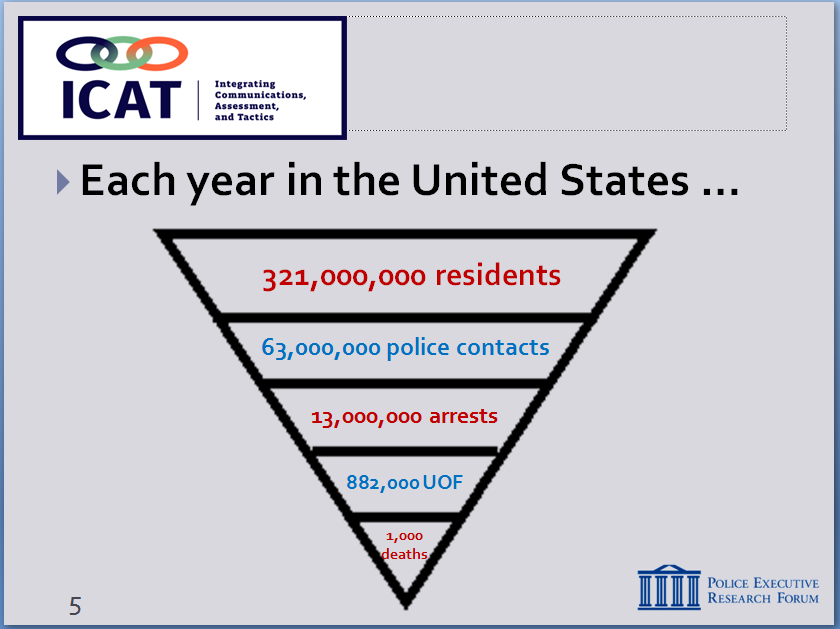 ICAT
Integrating
Communications,
Assessment,
and Tactics
Each year in the United States ...
321,000,000 residents
63,000,000 police contacts
13,000,000 arrests
882,000 UOF
1,000
deaths
5
POLICE EXECUTIVE
RESEARCH FORUM